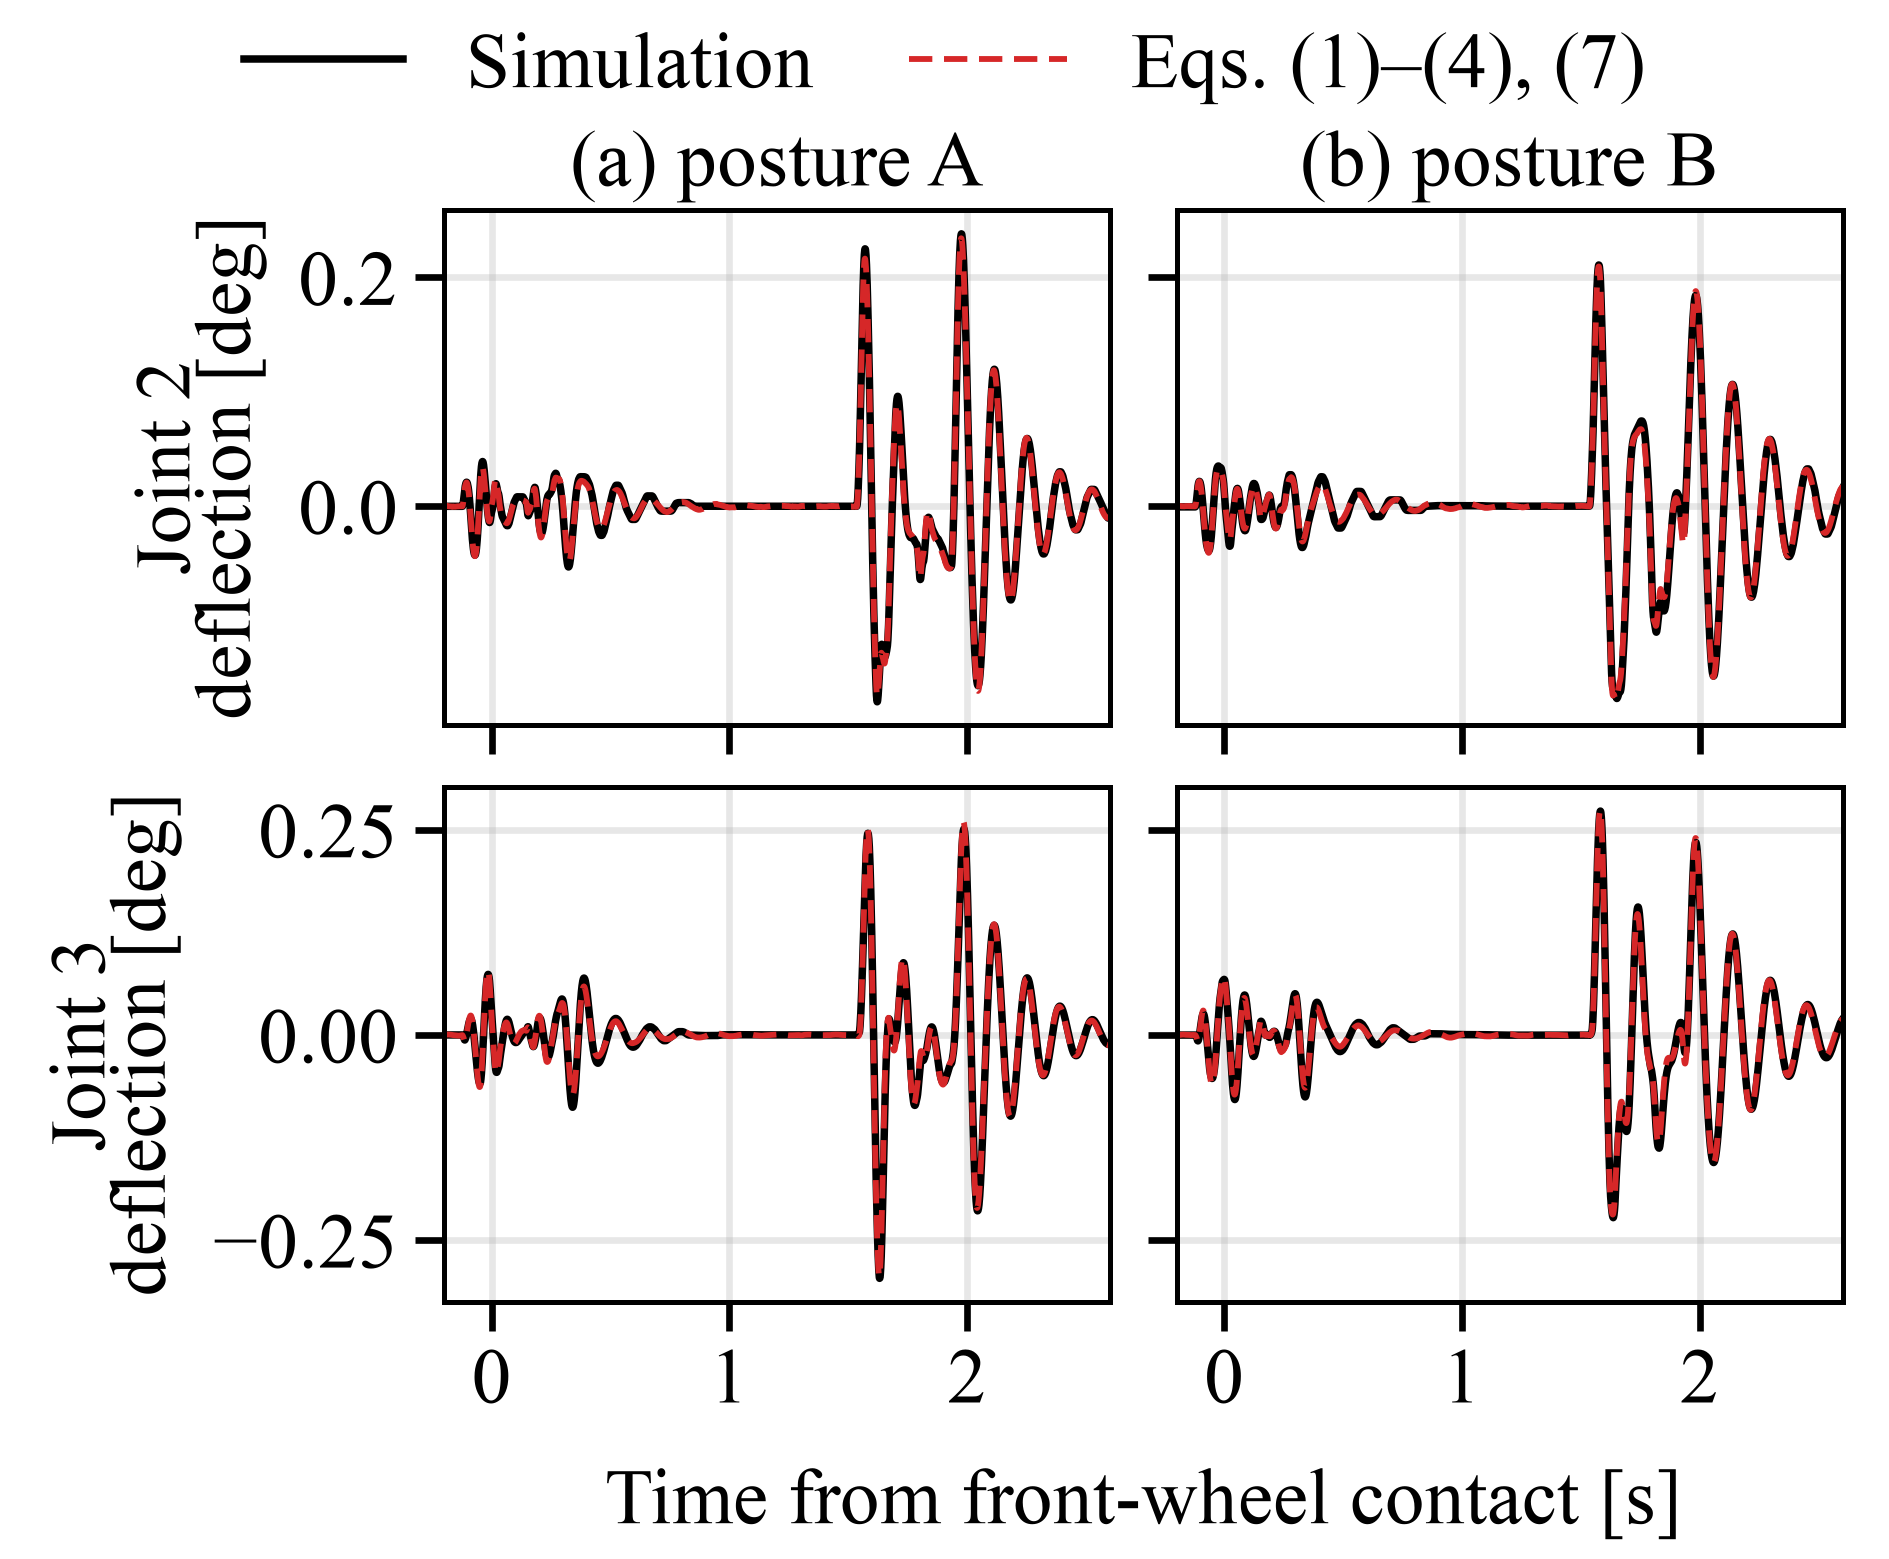 Simulation
Eqs. (1)–(4), (7)
(a) posture A
(b) posture B
Joint 2
deflection [deg]
0.2
0.0
Joint 3
deflection [deg]
0.25
0.00
−0.25
0
1
2
0
1
2
Time from front-wheel contact [s]